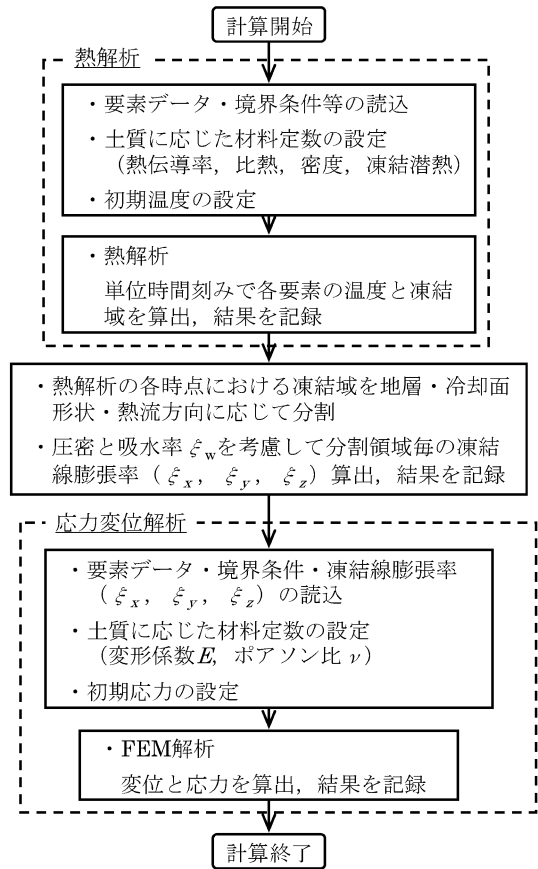 計算開始
熱解析
・要素データ・境界条件等の読込
・土質に応じた材料定数の設定
（熱伝導率，比熱，密度，凍結潜熱）
・初期温度の設定
・熱解析
単位時間刻みで各要素の温度と凍結
域を算出，結果を記録
・熱解析の各時点における凍結域を地層・冷却面
形状・熱流方向に応じて分割
・圧密と吸水率ξwを考慮して分割領域毎の凍結
線膨張率（ξx，ξy，ξz）算出，結果を記録
応力変位解析
・要素データ・境界条件・凍結線膨張率
（ξx，ξy，ξz）の読込
・土質に応じた材料定数の設定
（変形係数E，ポアソン比ν）
・初期応力の設定
・FEM解析
変位と応力を算出，結果を記録
計算終了